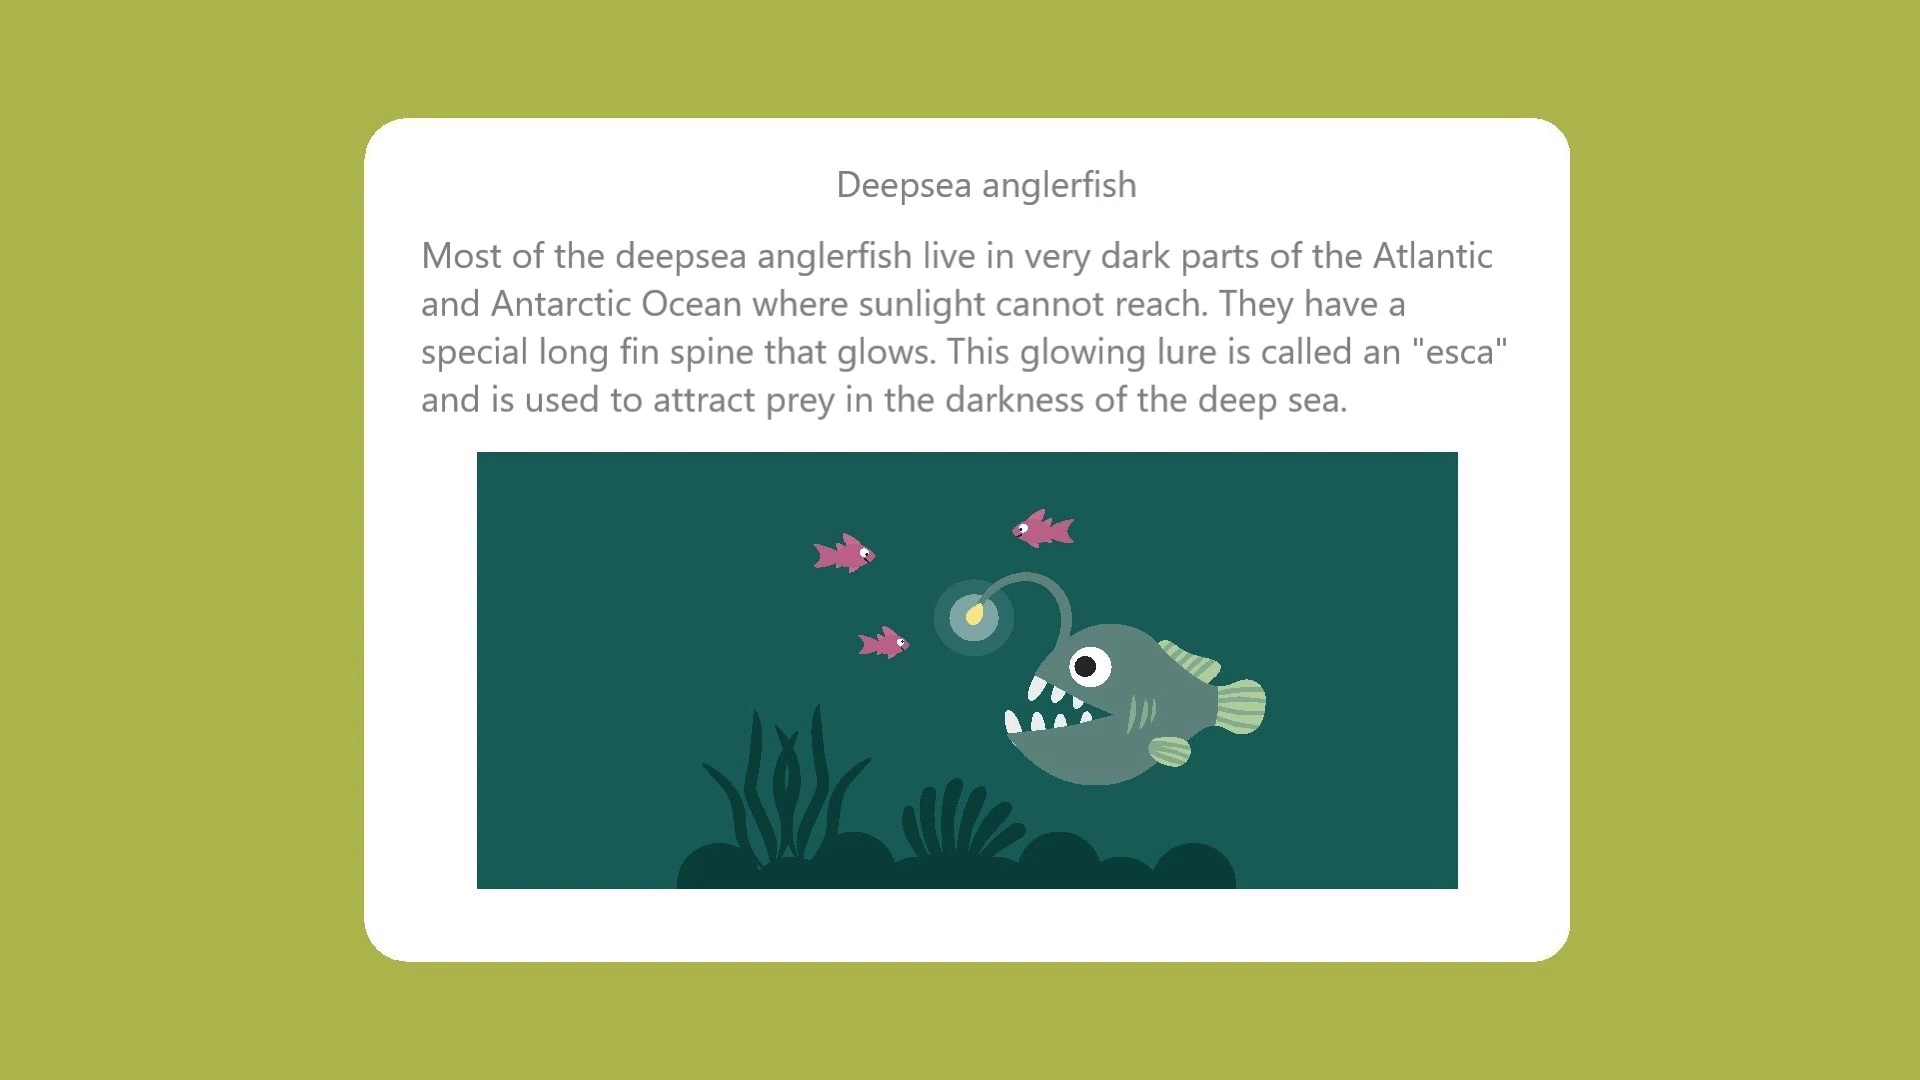 Deepsea anglerfish
Most of the deepsea anglerfish live in very dark parts of the Atlantic
and Antarctic Ocean where sunlight cannot reach. They have a
special long fin spine that glows. This glowing lure is called an "esca"
and is used to attract prey in the darkness of the deep sea.